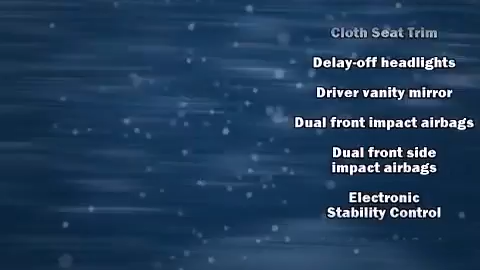 Cloth Seat Trim
Delay-off headlights
Driver vanity mirror
Dual front impact airbags
Dual front side
impact airbags
Electronic
Stability Control